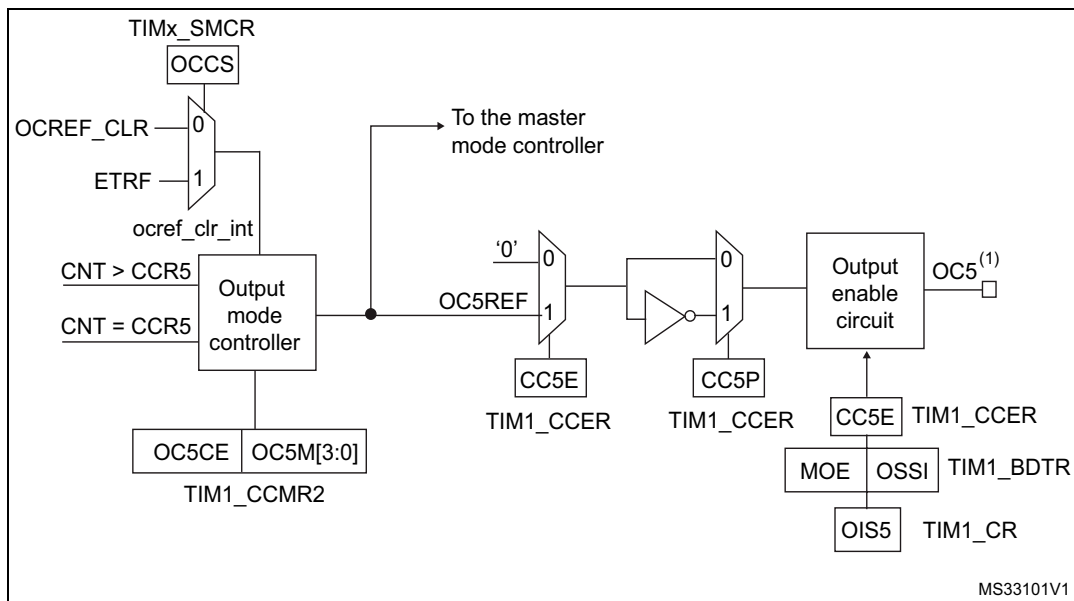 TIMx_SMCR
OCCS
OCREF_CLR
0
ETRF
1
ocref_clr_int
To the master
mode controller
CNT > CCR5
CNT = CCR5
Output
mode
controller
OC5REF
'0'
0
1
0
1
Output
enable
circuit
OC5(1)
CC5E
TIM1_CCER
CC5P
TIM1_CCER
CC5E
TIM1_CCER
OC5CE
OC5M[3:0]
TIM1_CCMR2
MOE
OSSI
TIM1_BDTR
OIS5
TIM1_CR
MS33101V1